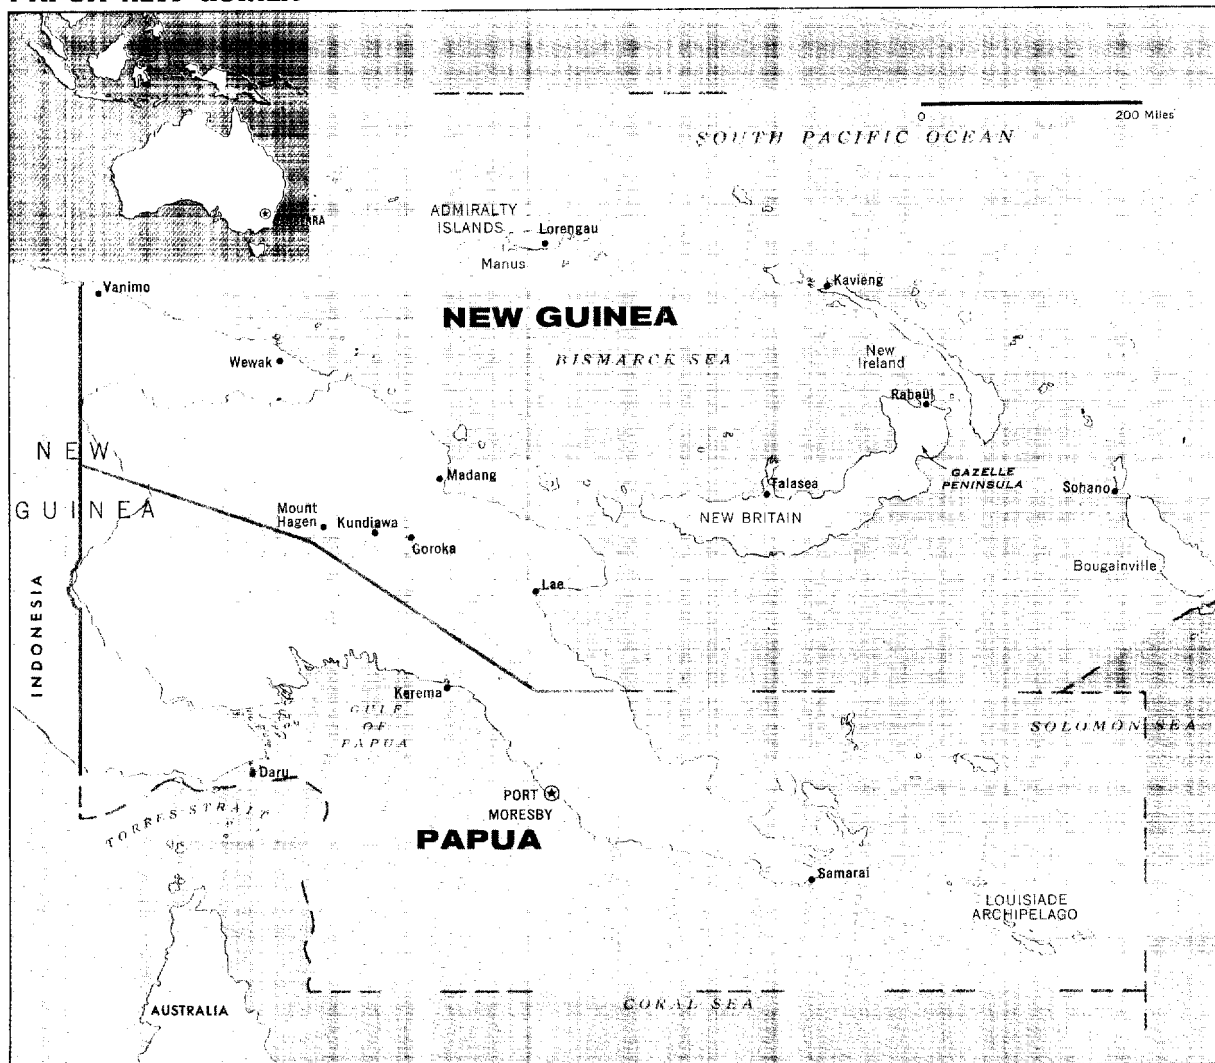 0 200 Miles
SOUTH PACIFIC OCEAN
ADMIRALTY
ISLANDS
Lorengau
Manus
Vanimo
Kavieng
NEW GUINEA
BISMARCK SEA
New
Ireland
Wewak
Rabaul
NEW
GUINEA
Madang
GAZELLE
PENINSULA
Talasea
Sohano
Mount
Hagen
Kundiawa
NEW BRITAIN
Goroka
Bougainville
Lae
INDONESIA
Kerema
GULF
OF
PAPUA
SOLOMON SEA
Daru
PORT
MORESBY
TORRES STRAIT
PAPUA
Samarai
LOUISIADE
ARCHIPELAGO
CORAL SEA
AUSTRALIA